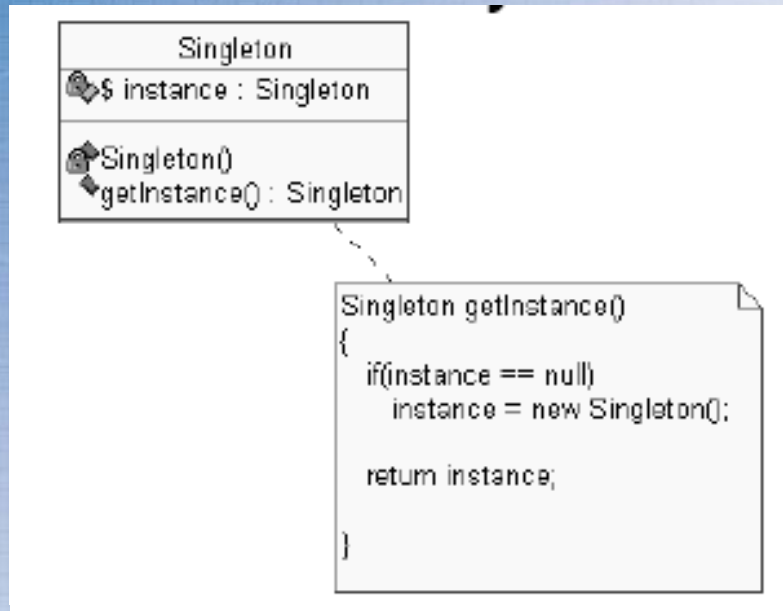 Singleton
$ instance : Singleton
Singleton()
getInstance() : Singleton
Singleton getInstance()
{
if(instance == null)
instance = new Singleton();
return instance;
}